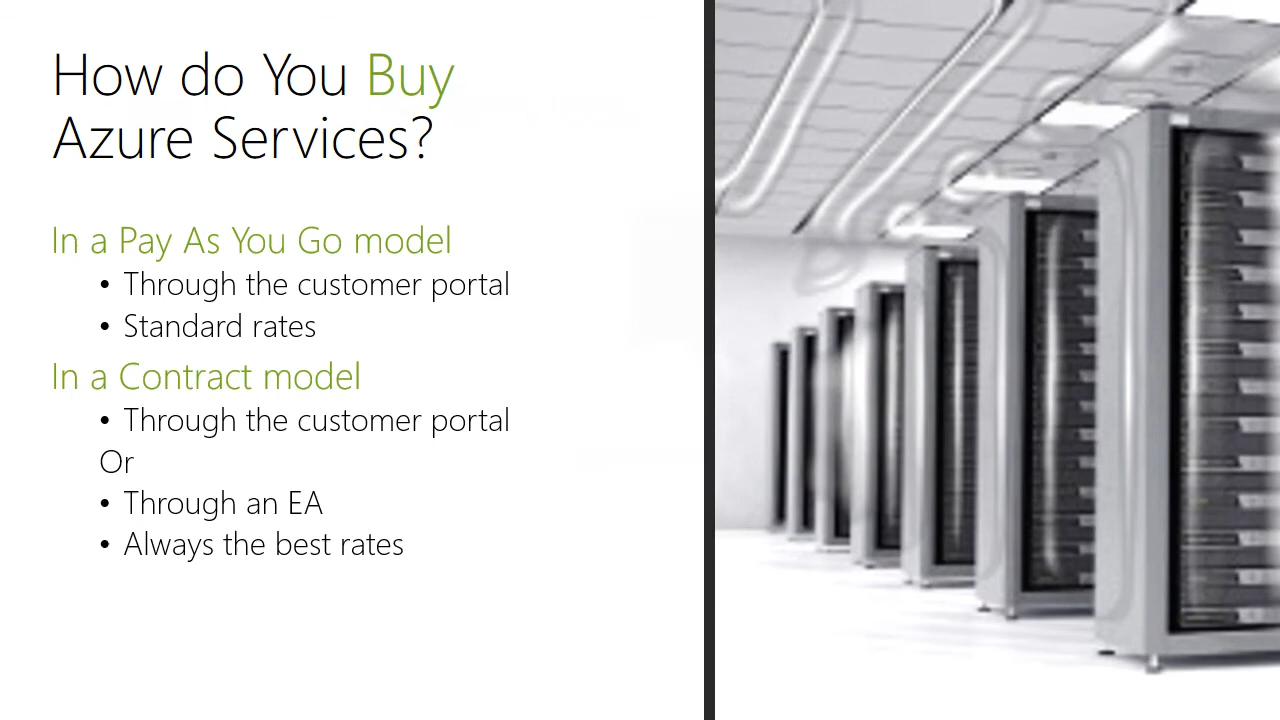 How do You Buy
Azure Services?
In a Pay As You Go model
• Through the customer portal
• Standard rates
In a Contract model
• Through the customer portal
Or
• Through an EA
• Always the best rates